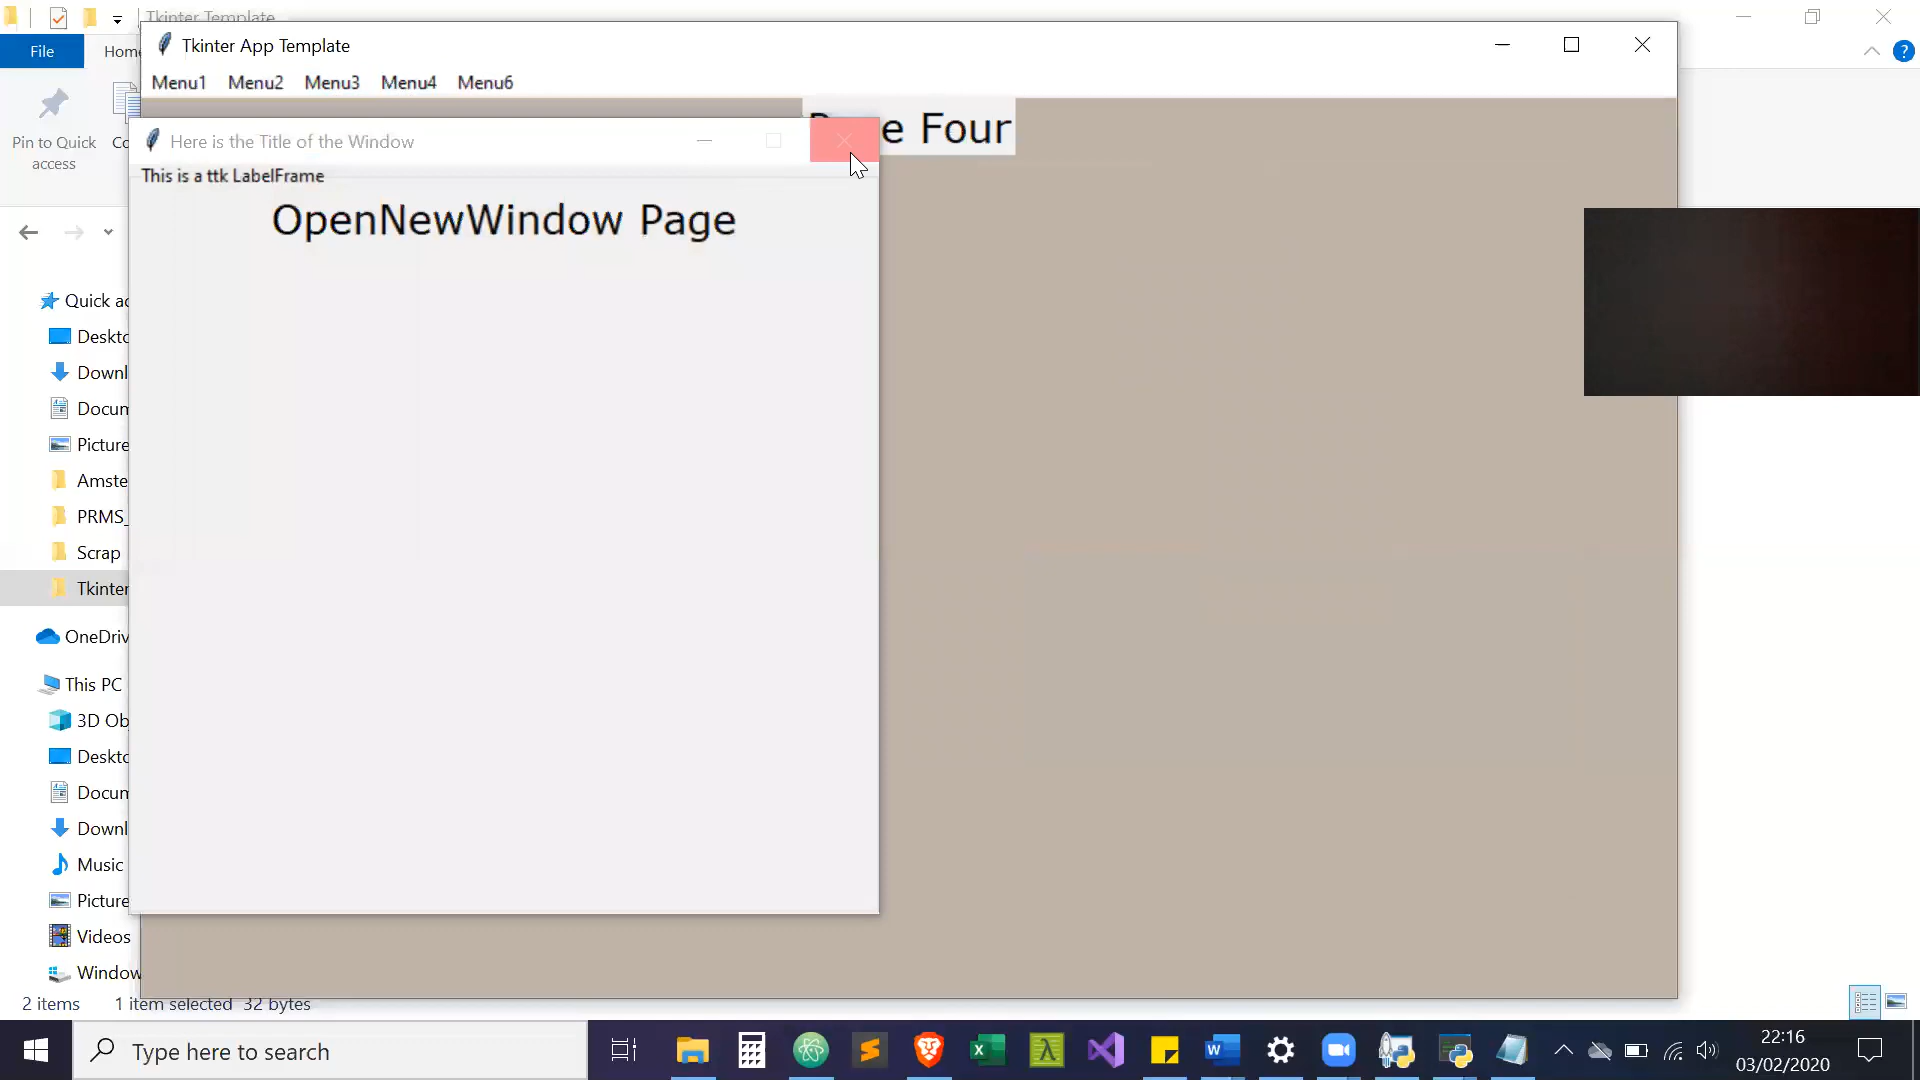 Tkinter Template
File
Home
Tkinter App Template
Menu1 Menu2 Menu3 Menu4 Menu6
Pin to Quick
access
Co
e Four
Here is the Title of the Window
This is a ttk LabelFrame
OpenNewWindow Page
Quick ac
Deskto
Downl
Docum
Picture
Amste
PRMS_
Scrap
Tkinter
OneDriv
This PC
3D Ob
Deskto
Docum
Downl
Music
Picture
Videos
Window
2 items 1 item selected 32 bytes
Type here to search
22:16
03/02/2020